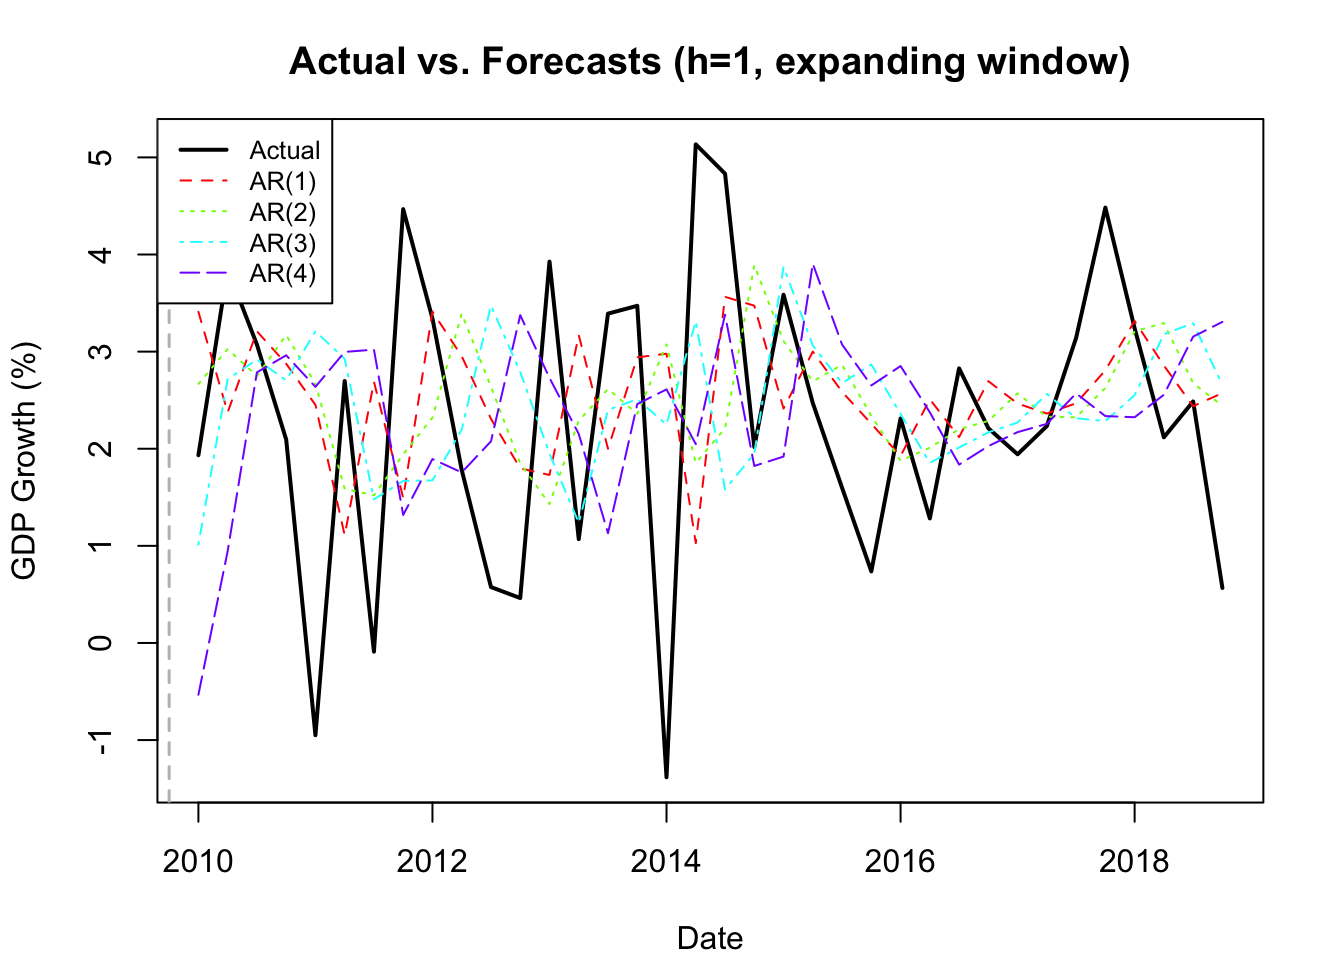 Actual vs. Forecasts (h=1, expanding window)
Actual
AR(1)
AR(2)
AR(3)
AR(4)
GDP Growth (%)
5
4
3
2
1
0
-1
2010 2012 2014 2016 2018
Date